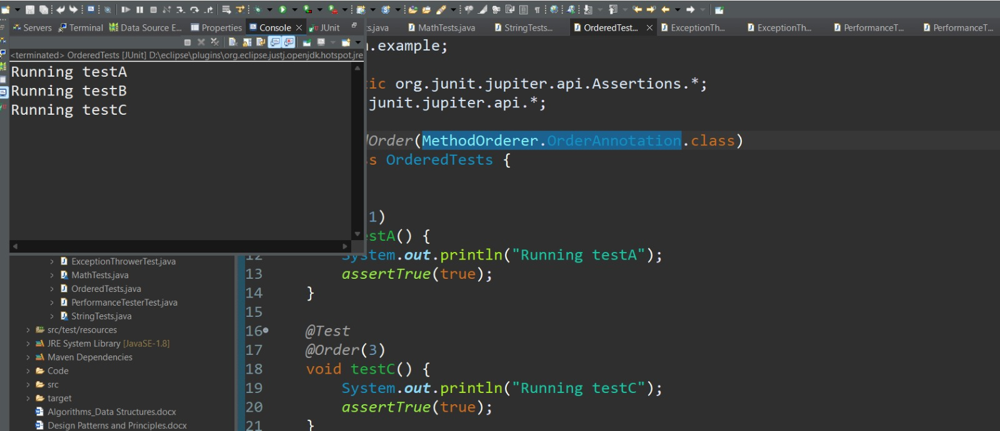 Servers
Terminal
Data Source E...
Properties
Console
JUnit
<terminated> OrderedTests [JUnit] D:\eclipse\plugins\org.eclipse.justj.openjdk.hotspot.jre
Running testA
Running testB
Running testC
ts.java
MathTests.java
StringTests...
OrderedTest...
ExceptionTh...
ExceptionTh...
PerformanceT...
PerformanceT...
.example;
tic org.junit.jupiter.api.Assertions.*;
junit.jupiter.api.*;
Order(MethodOrderer.OrderAnnotation.class)
s OrderedTests {
1)
estA() {
12 System.out.println("Running testA");
13 assertTrue(true);
14 }
15
16 @Test
17 @Order(3)
18 void testC() {
19 System.out.println("Running testC");
20 assertTrue(true);
21 }
ExceptionThrowerTest.java
MathTests.java
OrderedTests.java
PerformanceTesterTest.java
StringTests.java
src/test/resources
JRE System Library [JavaSE-1.8]
Maven Dependencies
Code
src
target
Algorithms_Data Structures.docx
Design Patterns and Principles.docx